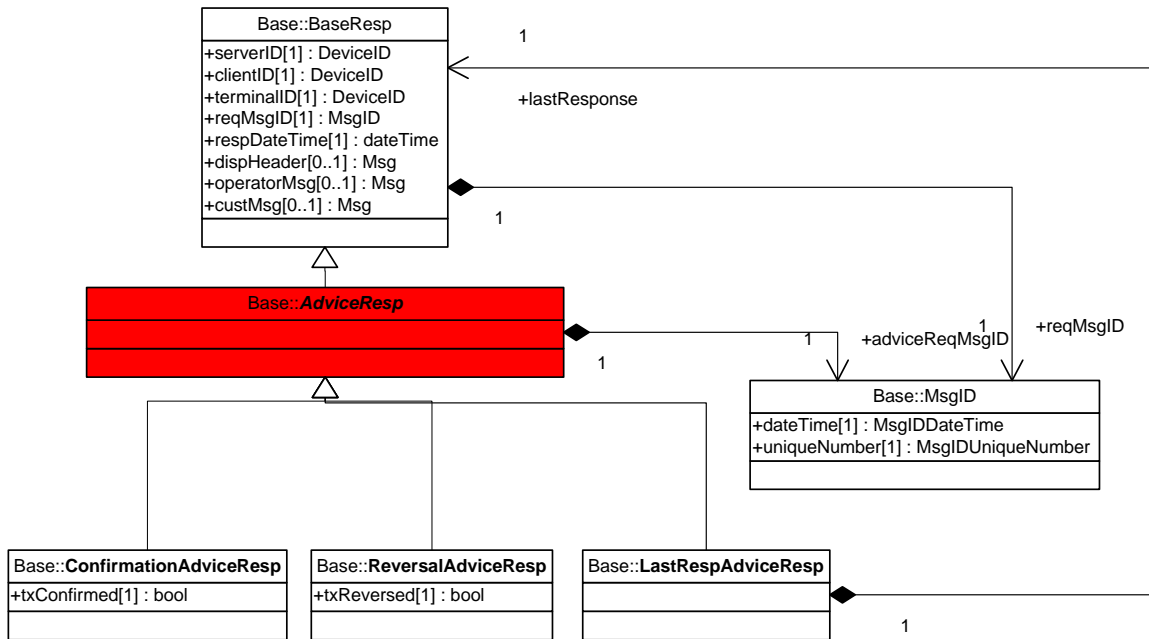 Base::BaseResp
+serverID[1] : DeviceID
+clientID[1] : DeviceID
+terminalID[1] : DeviceID
+reqMsgID[1] : MsgID
+respDateTime[1] : dateTime
+dispHeader[0..1] : Msg
+operatorMsg[0..1] : Msg
+custMsg[0..1] : Msg
1
+lastResponse
1
Base::AdviceResp
1
1
+adviceReqMsgID
1
+reqMsgID
Base::MsgID
+dateTime[1] : MsgIDDateTime
+uniqueNumber[1] : MsgIDUniqueNumber
Base::ConfirmationAdviceResp
+txConfirmed[1] : bool
Base::ReversalAdviceResp
+txReversed[1] : bool
Base::LastRespAdviceResp
1